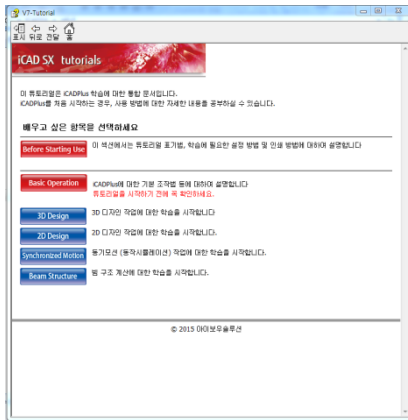 V7-Tutorial
표시 뒤로 전달 홈
iCAD SX tutorials
이 튜토리얼은 iCADPlus 학습에 대한 통합 문서입니다.
iCADPlus를 처음 시작하는 경우, 사용 방법에 대한 자세한 내용을 공부하실 수 있습니다.
배우고 싶은 항목을 선택하세요
Before Starting Use 이 섹션에서는 튜토리얼 표기법, 학습에 필요한 설정 방법 및 인쇄 방법에 대하여 설명합니다
Basic Operation iCADPlus에 대한 기본 조작법 등에 대하여 설명합니다
튜토리얼을 시작하기 전에 꼭 확인하세요.
3D Design 3D 디자인 작업에 대한 학습을 시작합니다
2D Design 2D 디자인 작업에 대한 학습을 시작합니다.
Synchronized Motion 동기모션 (동작시뮬레이션) 작업에 대한 학습을 시작합니다.
Beam Structure 빔 구조 계산에 대한 학습을 시작합니다.
© 2015 아이보우솔루션